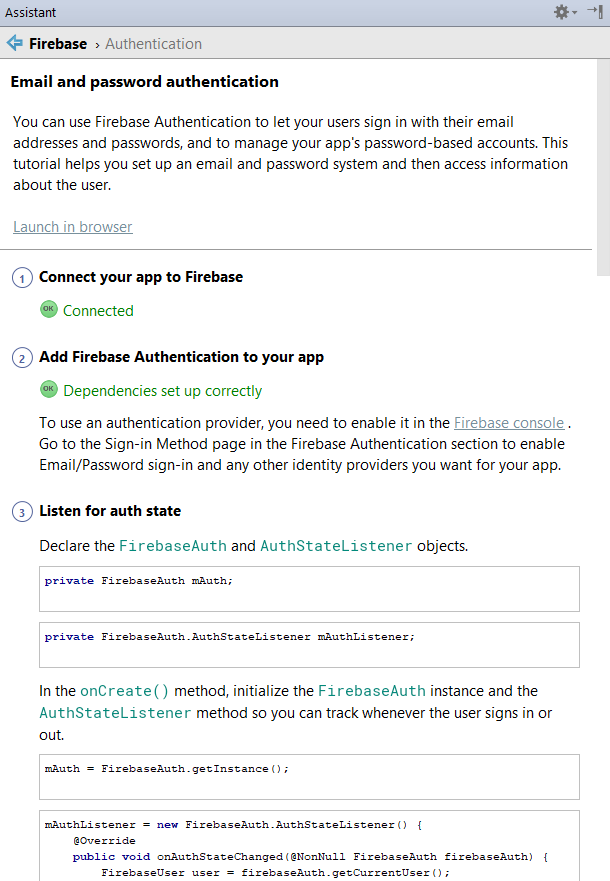 Assistant
Firebase › Authentication
Email and password authentication
You can use Firebase Authentication to let your users sign in with their email
addresses and passwords, and to manage your app's password-based accounts. This
tutorial helps you set up an email and password system and then access information
about the user.
Launch in browser
1 Connect your app to Firebase
OK Connected
2 Add Firebase Authentication to your app
OK Dependencies set up correctly
To use an authentication provider, you need to enable it in the Firebase console .
Go to the Sign-in Method page in the Firebase Authentication section to enable
Email/Password sign-in and any other identity providers you want for your app.
3 Listen for auth state
Declare the FirebaseAuth and AuthStateListener objects.
private FirebaseAuth mAuth;
private FirebaseAuth.AuthStateListener mAuthListener;
In the onCreate() method, initialize the FirebaseAuth instance and the
AuthStateListener method so you can track whenever the user signs in or
out.
mAuth = FirebaseAuth.getInstance();
mAuthListener = new FirebaseAuth.AuthStateListener() {
@Override
public void onAuthStateChanged(@NonNull FirebaseAuth firebaseAuth) {
FirebaseUser user = firebaseAuth.getCurrentUser();